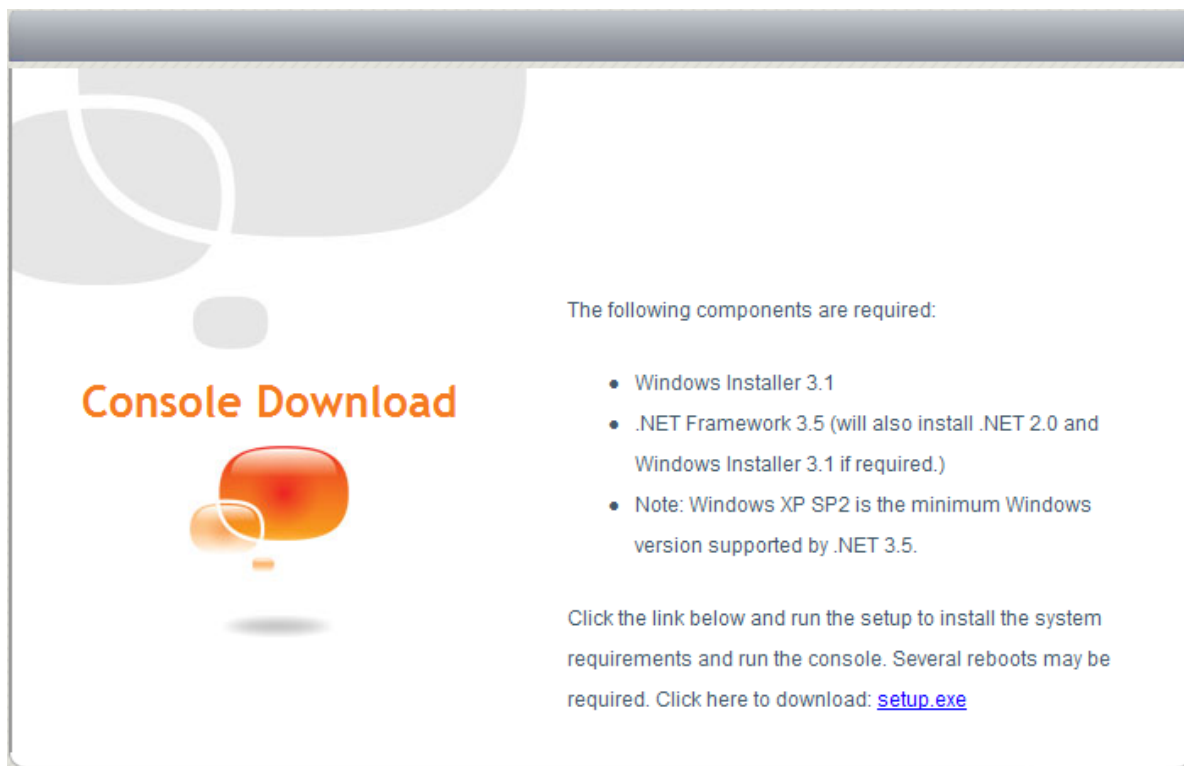 Console Download
The following components are required:
● Windows Installer 3.1
● .NET Framework 3.5 (will also install .NET 2.0 and
Windows Installer 3.1 if required.)
● Note: Windows XP SP2 is the minimum Windows
version supported by .NET 3.5.
Click the link below and run the setup to install the system
requirements and run the console. Several reboots may be
required. Click here to download: setup.exe